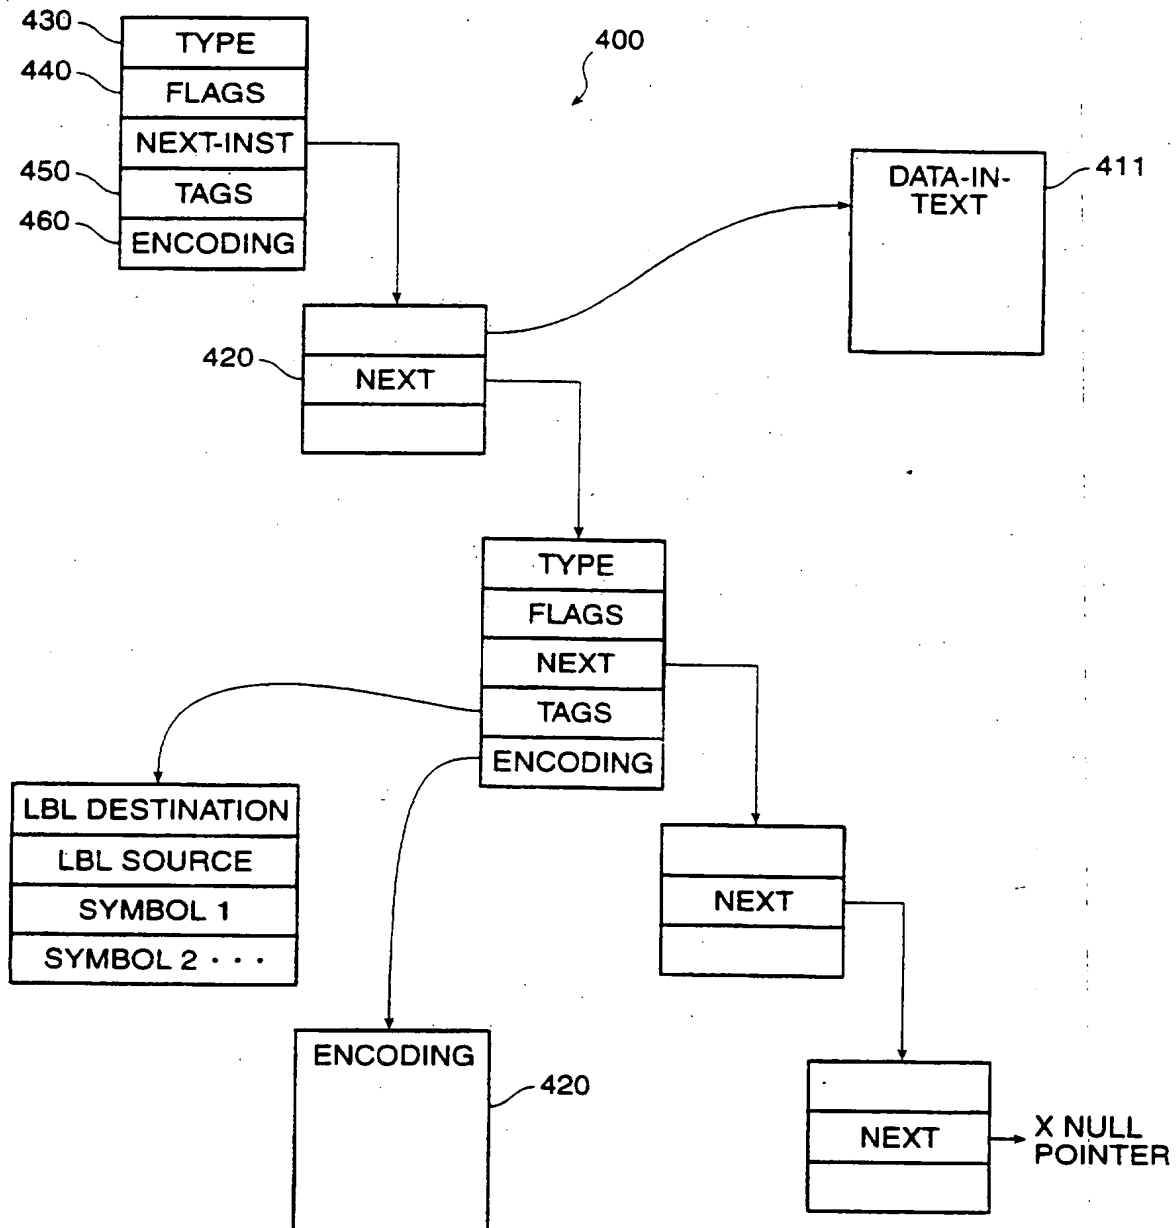 430
TYPE
400
440
FLAGS
NEXT-INST
450
TAGS
460
ENCODING
DATA-IN-
TEXT
411
420
NEXT
TYPE
FLAGS
NEXT
TAGS
ENCODING
LBL DESTINATION
LBL SOURCE
SYMBOL 1
SYMBOL 2 · · ·
NEXT
ENCODING
420
NEXT
X NULL
POINTER